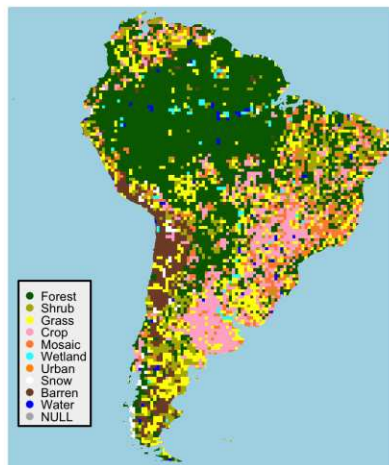 Forest
Shrub
Grass
Crop
Mosaic
Wetland
Urban
Snow
Barren
Water
NULL